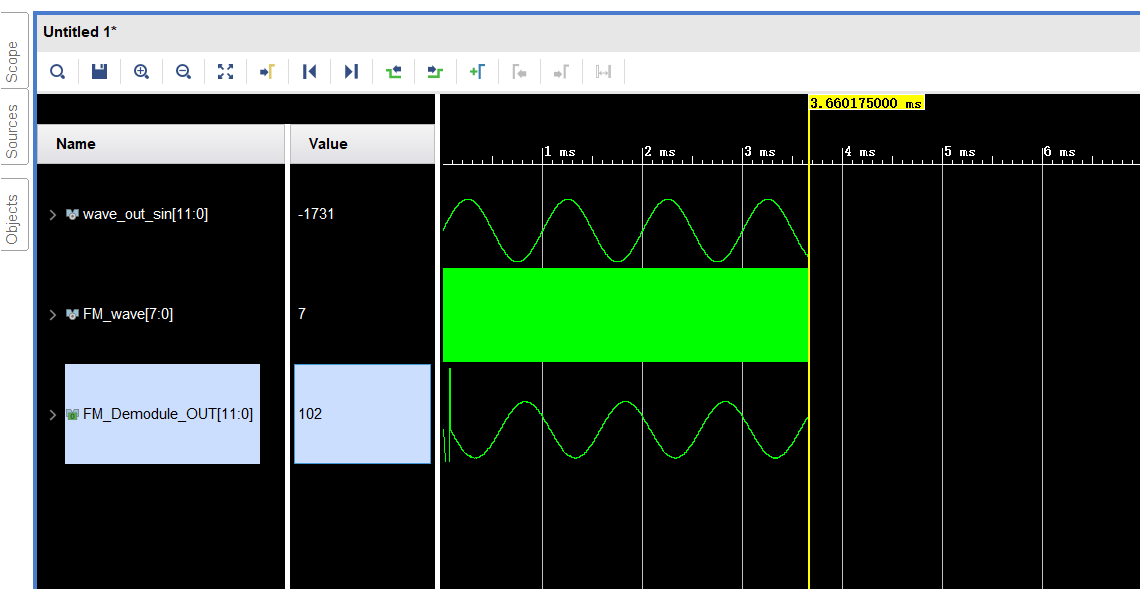 Untitled 1*
Scope
Sources
Objects
3.660175000 ms
Name Value
1 ms 2 ms 3 ms 4 ms 5 ms 6 ms
wave_out_sin[11:0] -1731
FM_wave[7:0] 7
FM_Demodule_OUT[11:0] 102